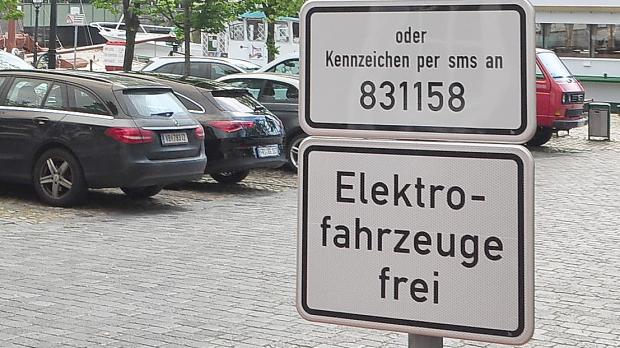 oder
Kennzeichen per sms an
831158
Elektro-
fahrzeuge
frei